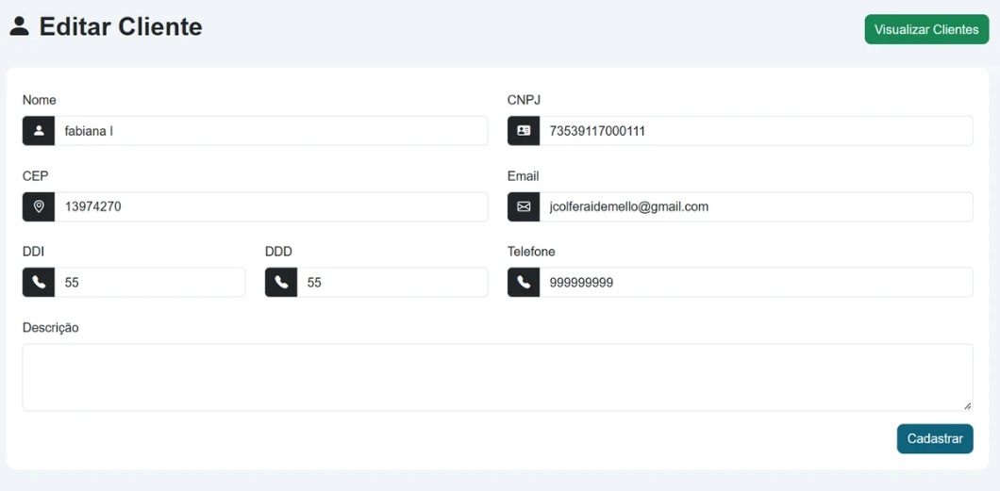 Editar Cliente
Visualizar Clientes
Nome
CNPJ
fabiana l
73539117000111
CEP
Email
13974270
jcolferaidemello@gmail.com
DDI
DDD
Telefone
55
55
999999999
Descrição
Cadastrar